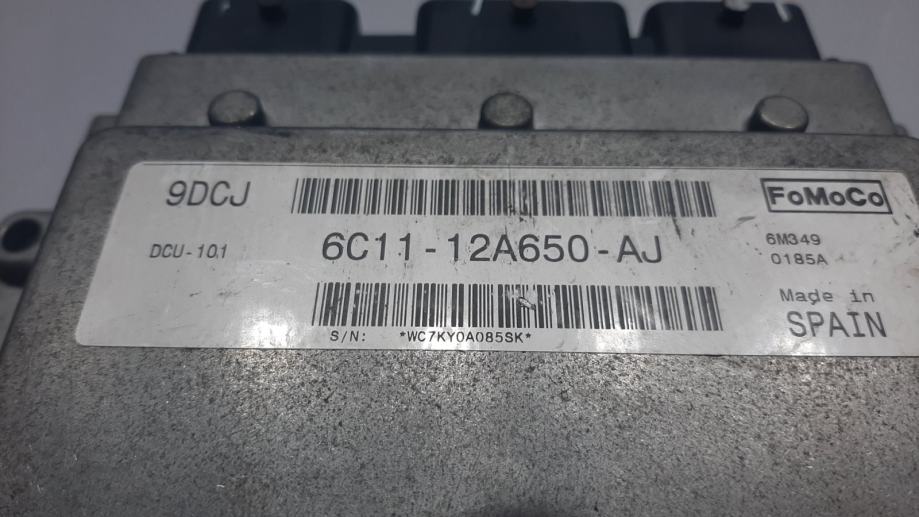 9DCJ
FoMoCo
DCU-101
6C11-12A650-AJ
6M349
0185A
Made in
SPAIN
S/N: *WC7KY0A085SK*